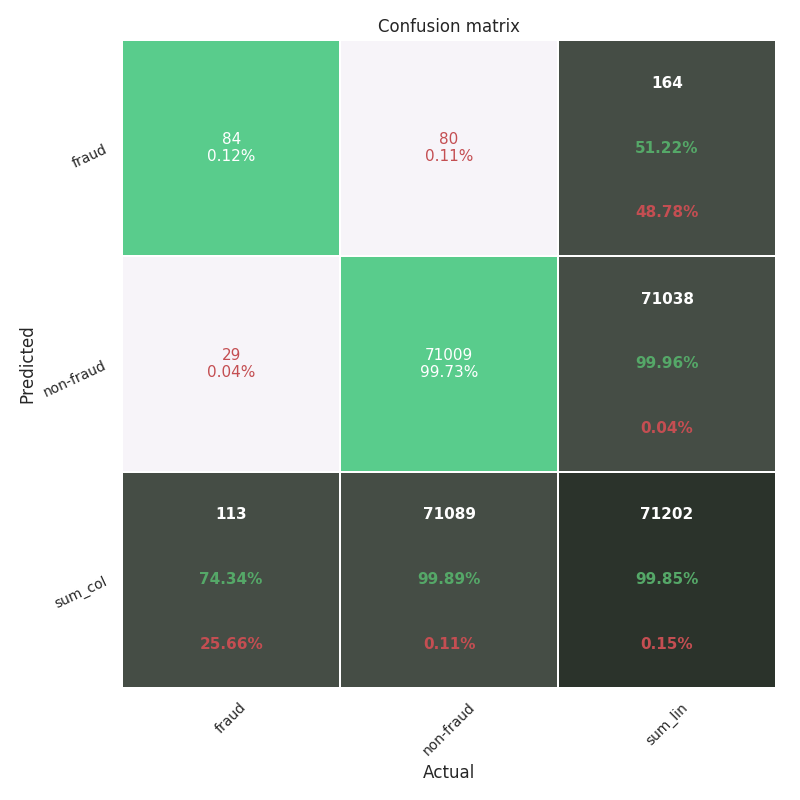 Confusion matrix
Predicted
fraud
84
0.12%
80
0.11%
164
51.22%
48.78%
non-fraud
29
0.04%
71009
99.73%
71038
99.96%
0.04%
sum_col
113
74.34%
25.66%
71089
99.89%
0.11%
71202
99.85%
0.15%
fraud
non-fraud
sum_lin
Actual